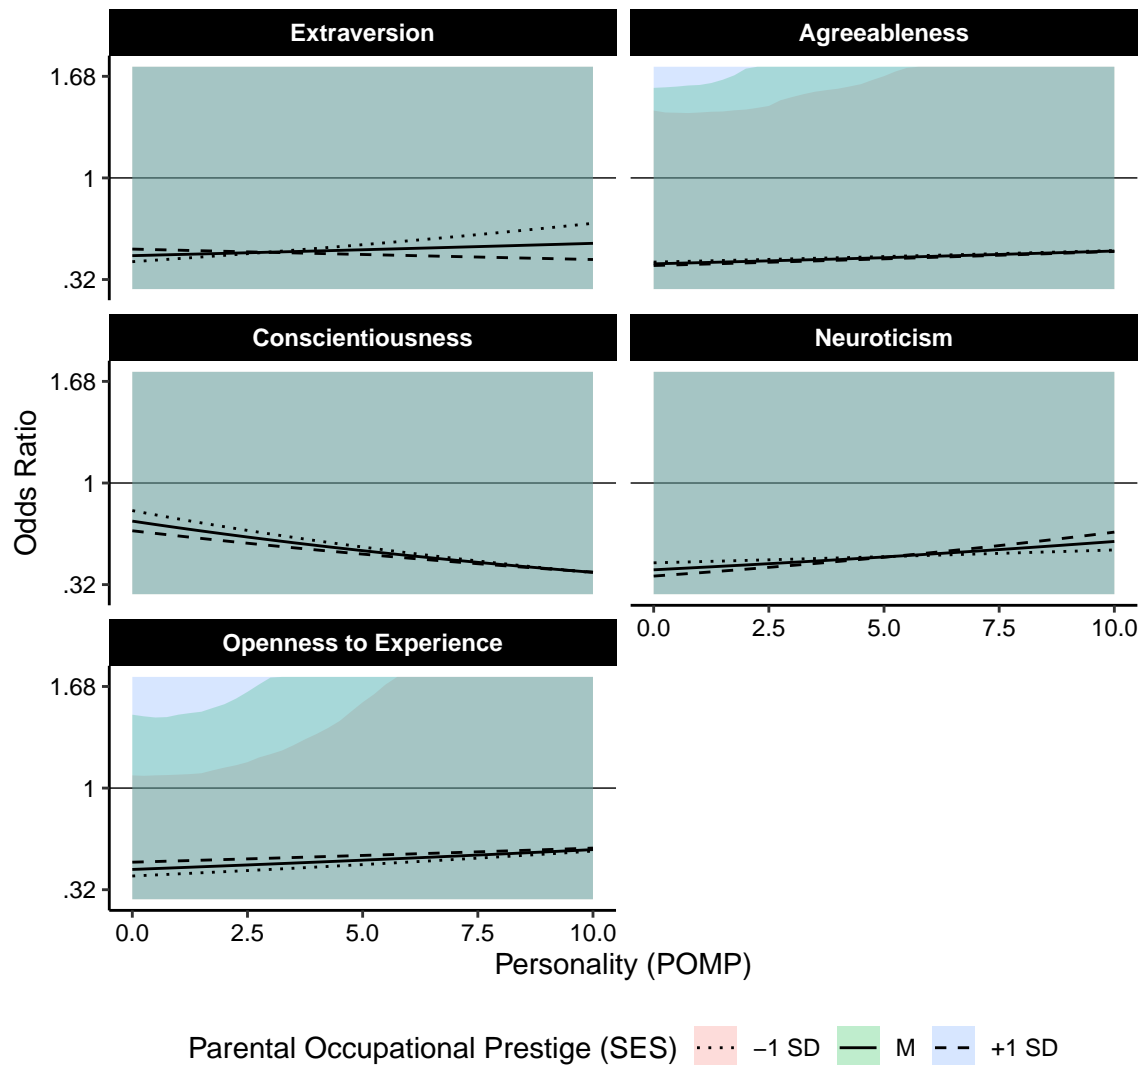 Extraversion
Agreeableness
1.68
1
.32
Conscientiousness
Neuroticism
1.68
1
.32
0.0 2.5 5.0 7.5 10.0
Openness to Experience
1.68
1
.32
0.0 2.5 5.0 7.5 10.0
Odds Ratio
Personality (POMP)
Parental Occupational Prestige (SES) −1 SD M +1 SD